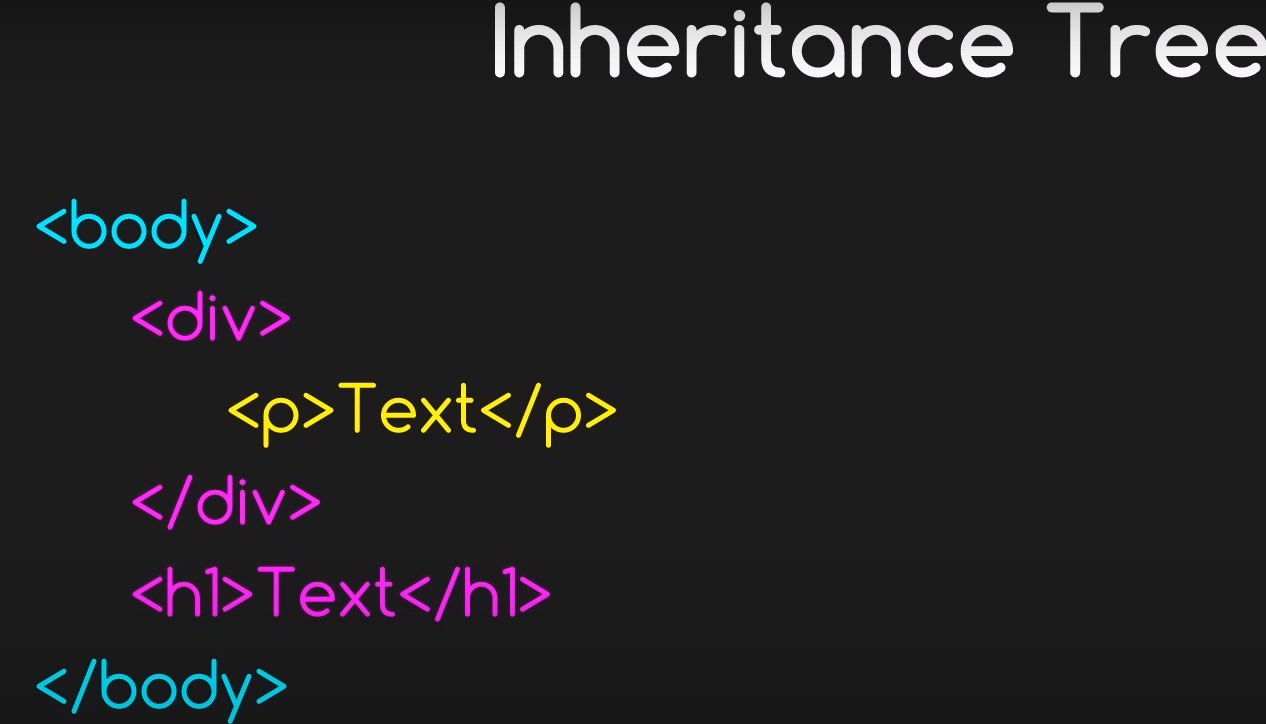 Inheritance Tree
<body>
<div>
<p>Text</p>
</div>
<h1>Text</h1>
</body>